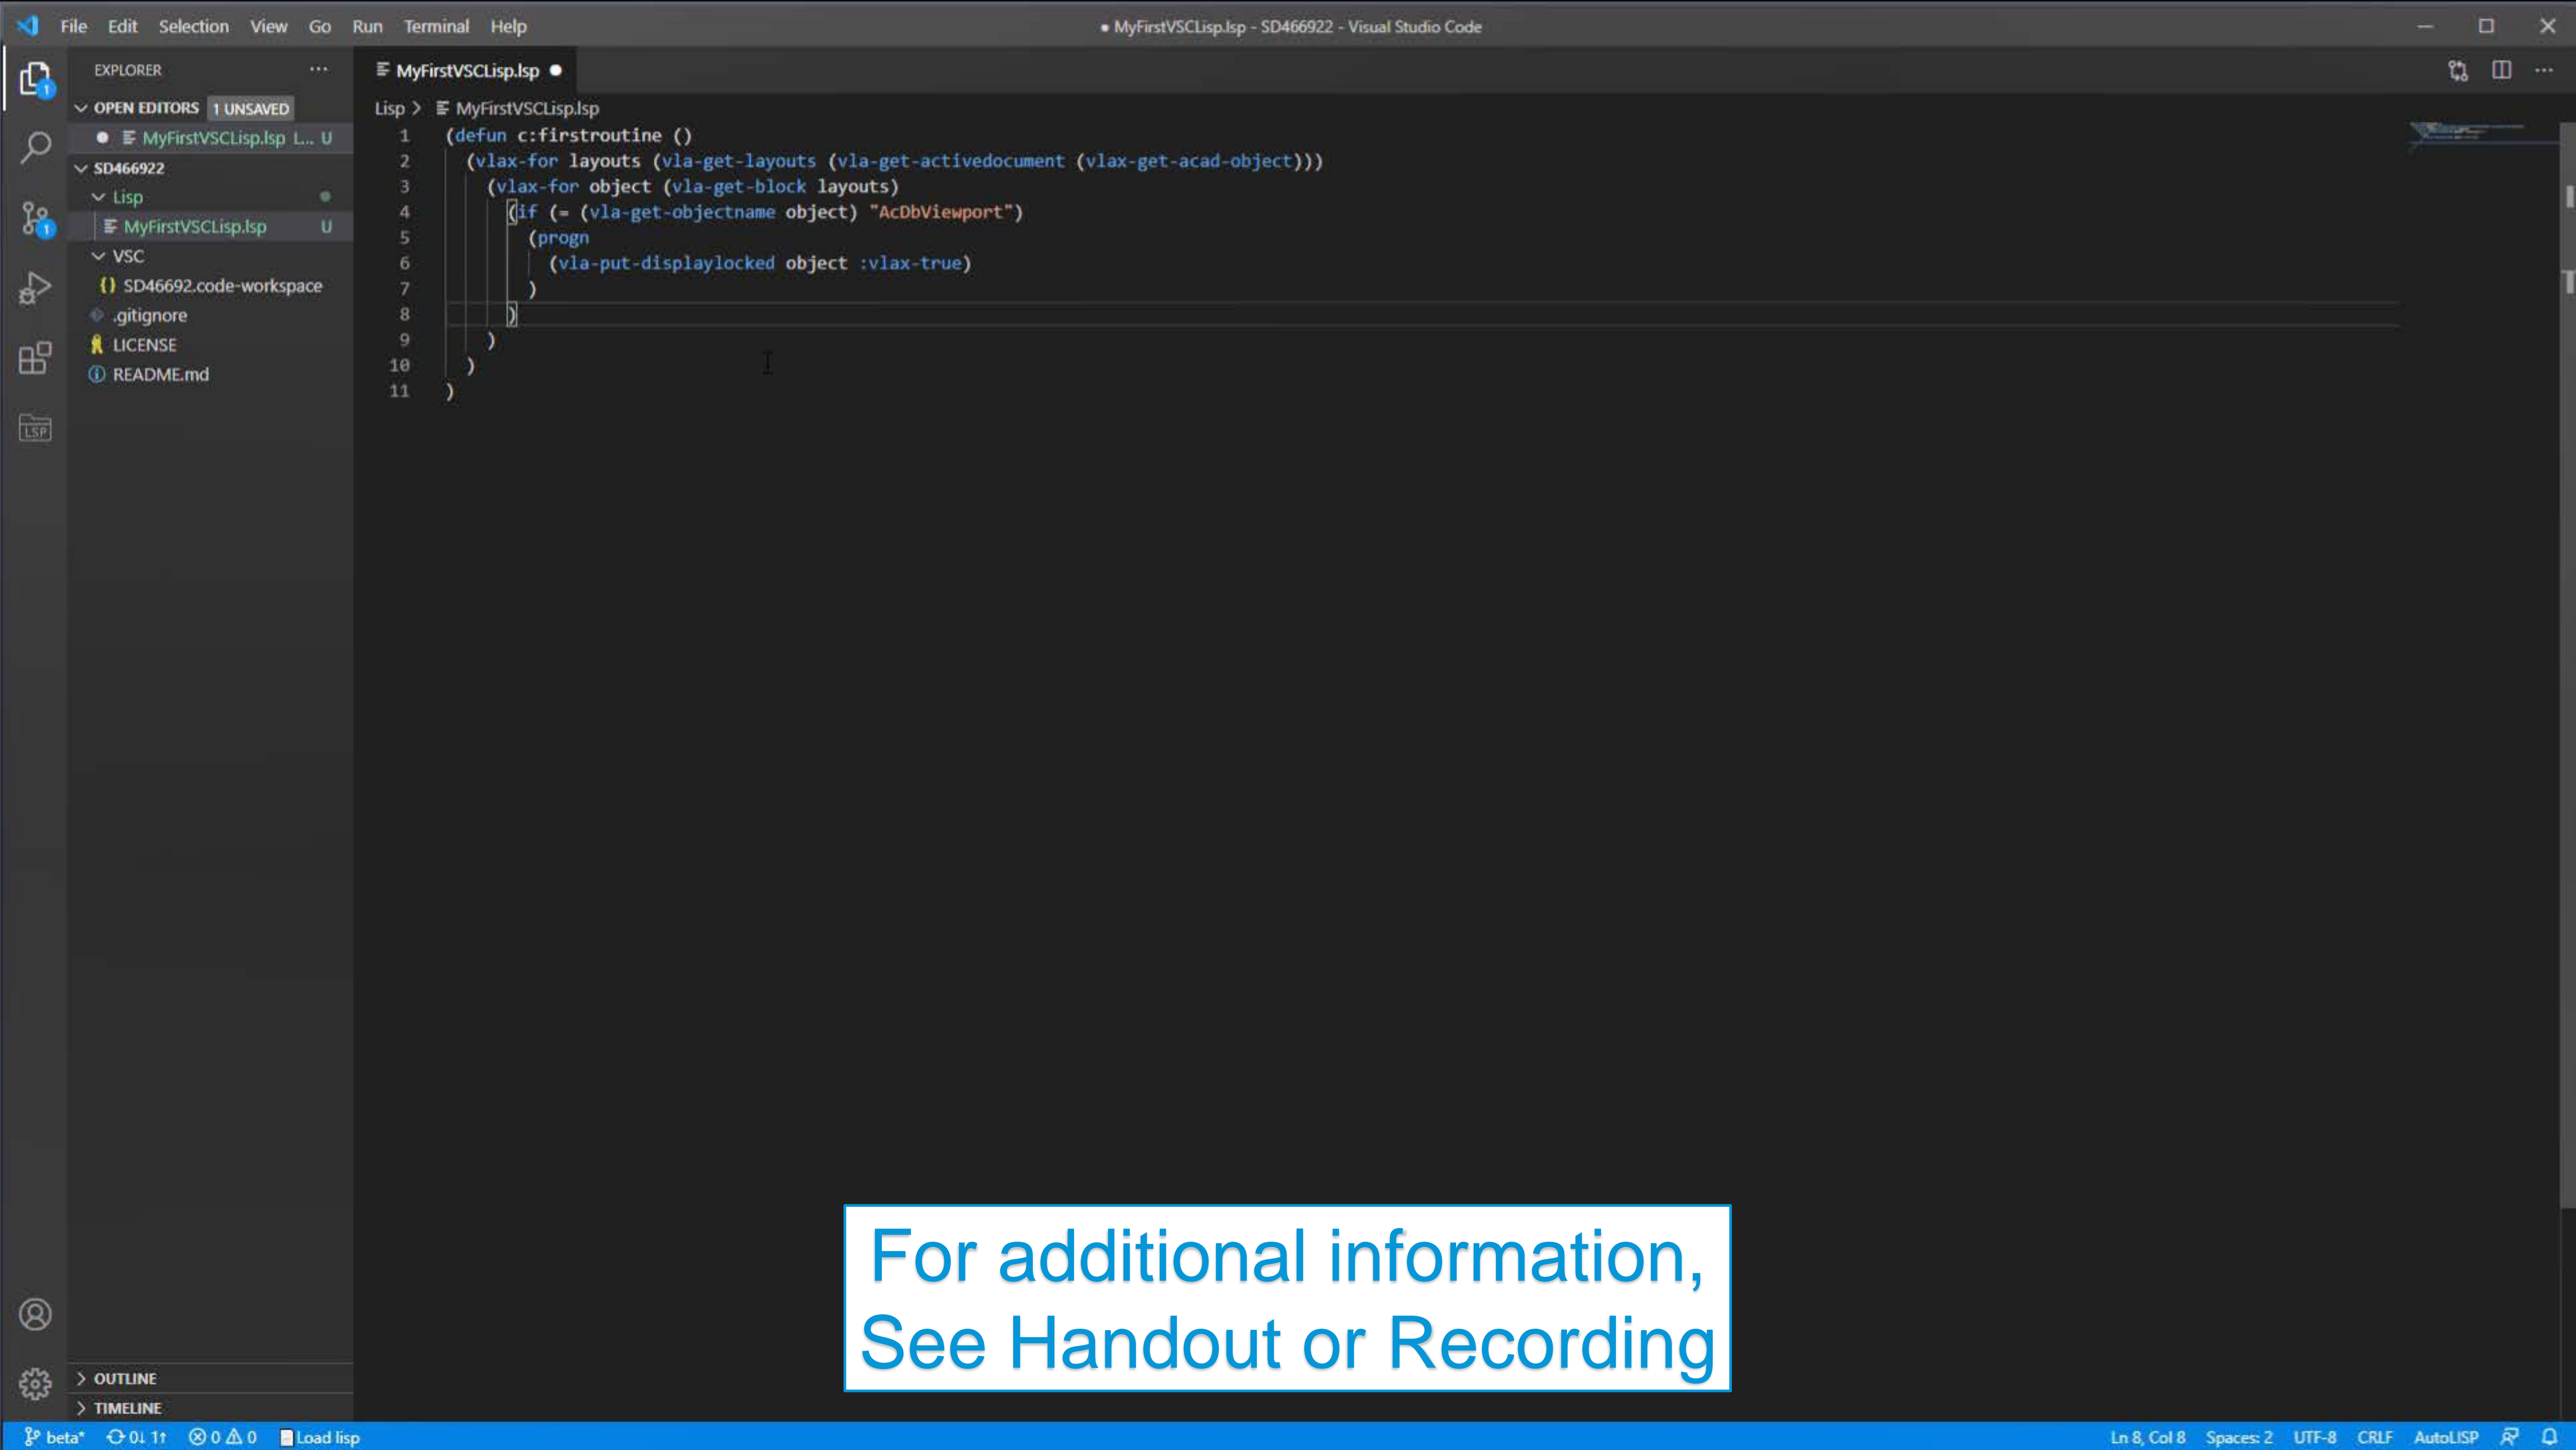 File Edit Selection View Go Run Terminal Help
● MyFirstVSCLisp.lsp - SD466922 - Visual Studio Code
EXPLORER
OPEN EDITORS 1 UNSAVED
MyFirstVSCLisp.lsp L... U
SD466922
Lisp
MyFirstVSCLisp.lsp U
VSC
{} SD46692.code-workspace
.gitignore
LICENSE
README.md
OUTLINE
TIMELINE
1
1
LSP
MyFirstVSCLisp.lsp ●
Lisp > MyFirstVSCLisp.lsp
1 (defun c:firstroutine ()
2 (vlax-for layouts (vla-get-layouts (vla-get-activedocument (vlax-get-acad-object)))
3 (vlax-for object (vla-get-block layouts)
4 (if (= (vla-get-objectname object) "AcDbViewport")
5 (progn
6 (vla-put-displaylocked object :vlax-true)
7 )
8 )
9 )
10 )
11 )
For additional information,
See Handout or Recording
beta* 0↓ 1↑ 0 0 Load lisp
Ln 8, Col 8 Spaces: 2 UTF-8 CRLF AutoLISP